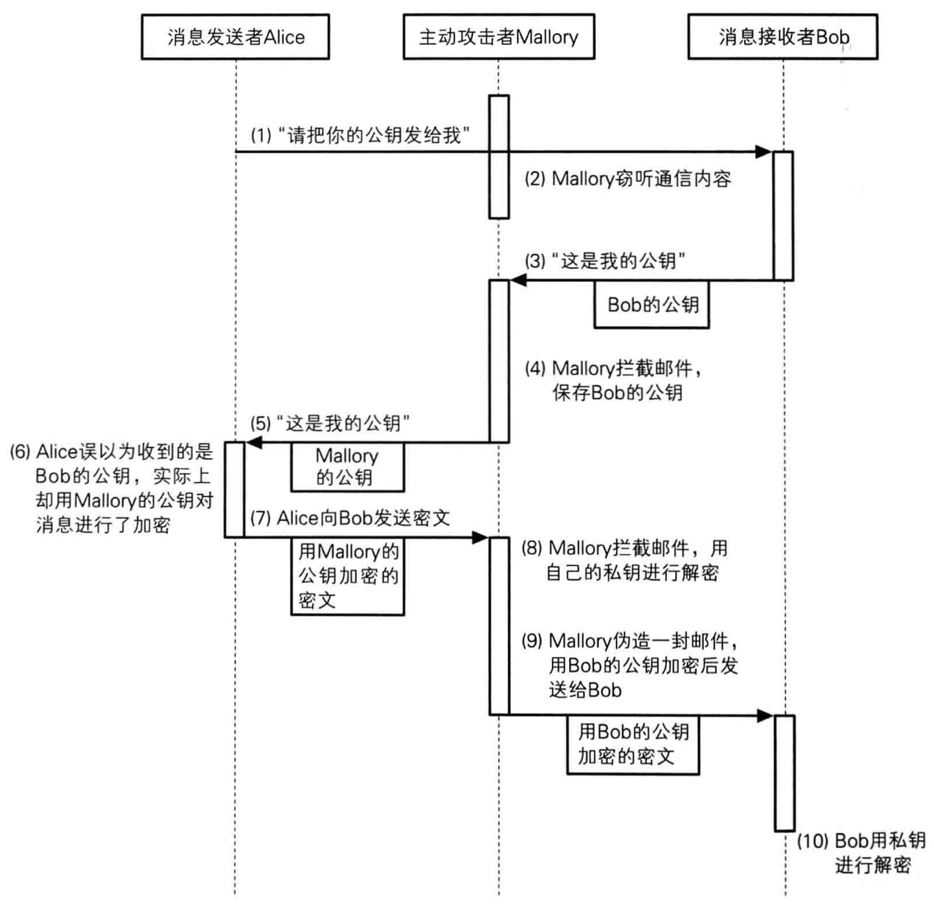 消息发送者Alice
主动攻击者Mallory
消息接收者Bob
(1) “请把你的公钥发给我”
(2) Mallory窃听通信内容
(3) “这是我的公钥”
Bob的公钥
(4) Mallory拦截邮件，
保存Bob的公钥
(5) “这是我的公钥”
Mallory
的公钥
(6) Alice误以为收到的是
Bob的公钥，实际上
却用Mallory的公钥对
消息进行了加密
(7) Alice向Bob发送密文
用Mallory的
公钥加密的
密文
(8) Mallory拦截邮件，用
自己的私钥进行解密
(9) Mallory伪造一封邮件，
用Bob的公钥加密后发
送给Bob
用Bob的公钥
加密的密文
(10) Bob用私钥
进行解密